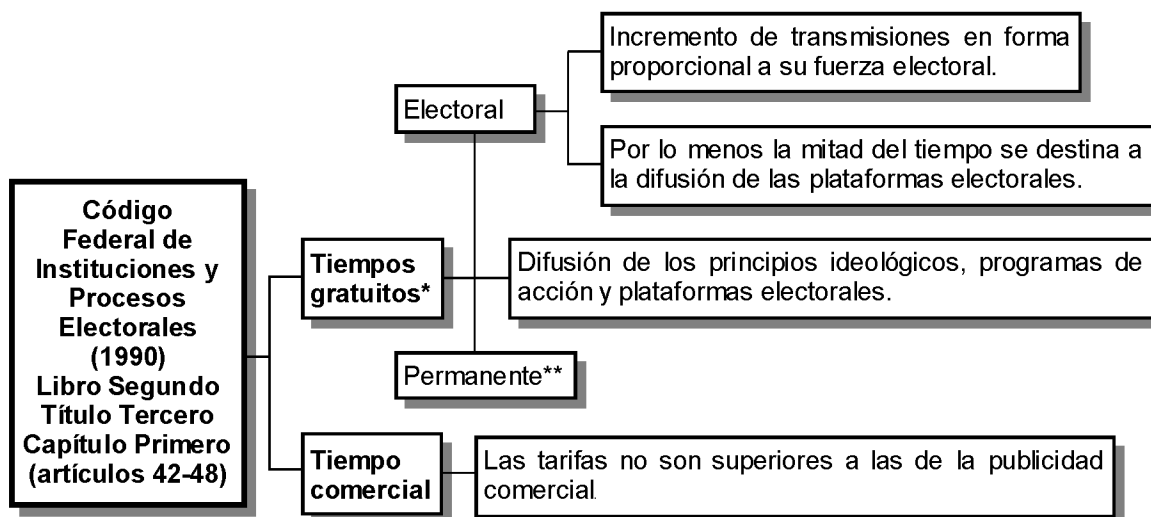 Código
Federal de
Instituciones y
Procesos
Electorales
(1990)
Libro Segundo
Título Tercero
Capítulo Primero
(artículos 42-48)
Tiempos
gratuitos*
Electoral
Incremento de transmisiones en forma
proporcional a su fuerza electoral.
Por lo menos la mitad del tiempo se destina a
la difusión de las plataformas electorales.
Difusión de los principios ideológicos, programas de
acción y plataformas electorales.
Permanente**
Tiempo
comercial
Las tarifas no son superiores a las de la publicidad
comercial.